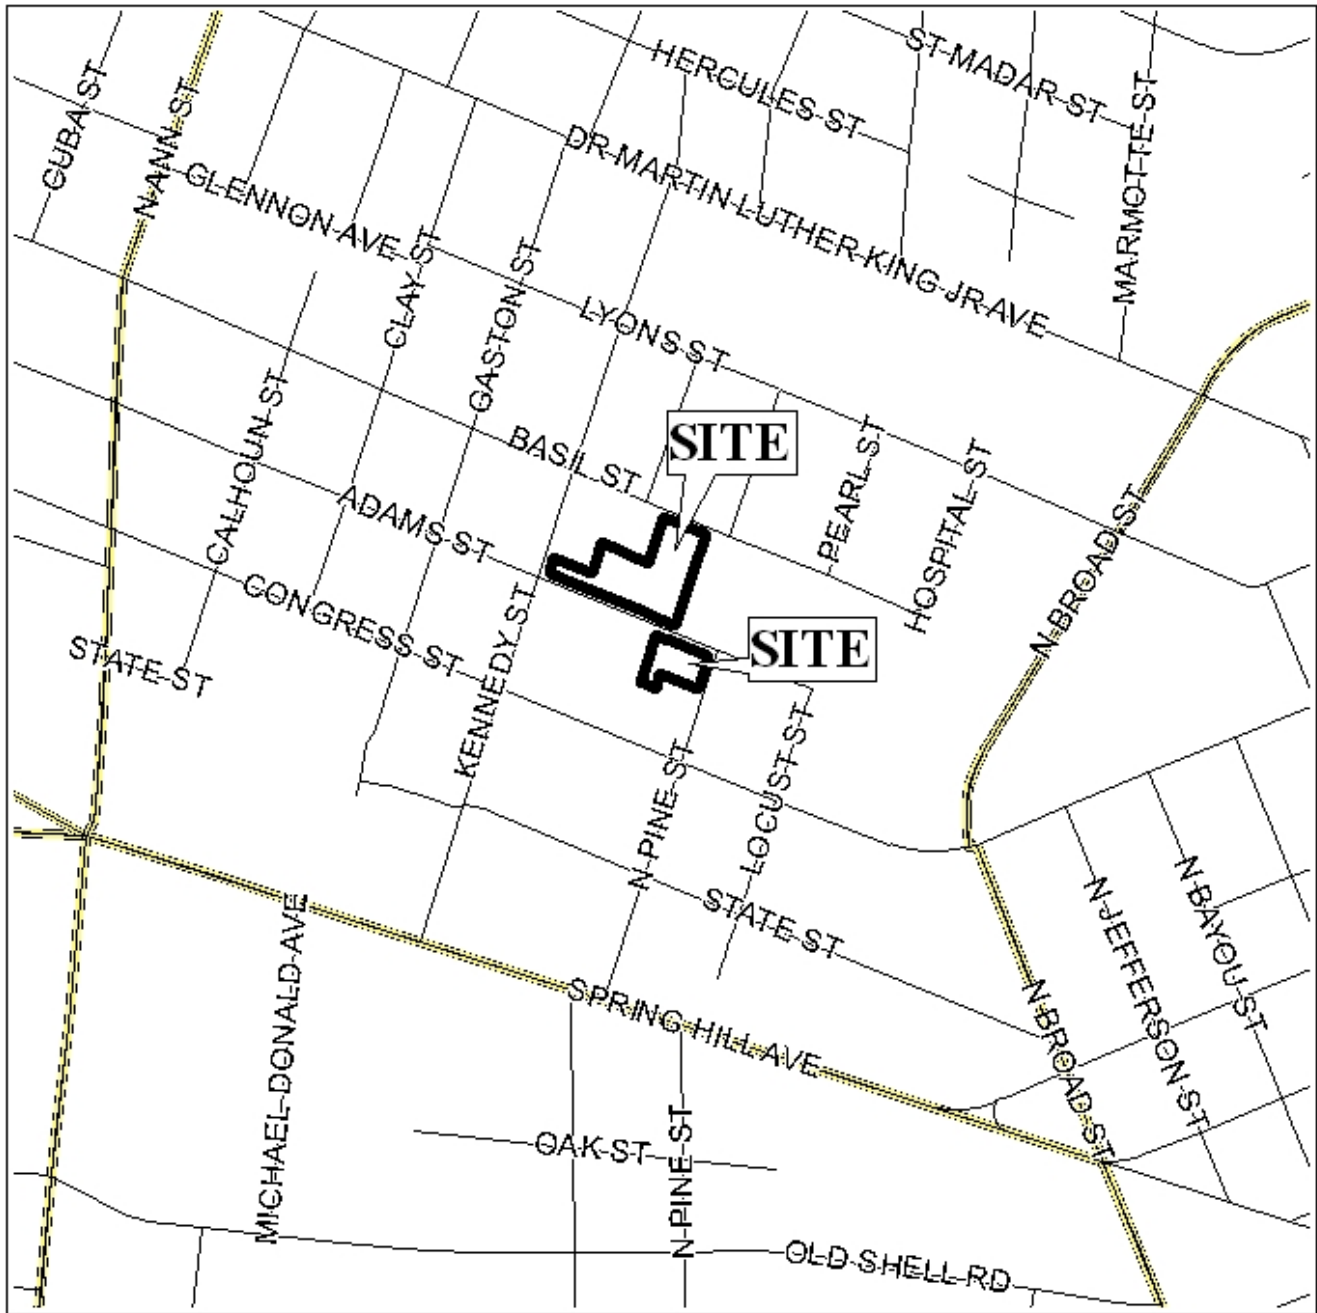 HERCULES ST
ST MADAR ST
GUBA ST
N ANN ST
MARMOTTE ST
DR MARTIN LUTHER KING JR AVE
GLENNON AVE
CLAY ST
GASTON ST
LYONS ST
CALHOUN ST
BASIL ST
SITE
PEARL ST
HOSPITAL ST
ADAMS ST
N BROAD ST
CONGRESS ST
KENNEDY ST
SITE
STATE ST
N PINE ST
LOCUST ST
STATE ST
N JEFFERSON ST
N BAYOU ST
MICHAEL DONALD AVE
SPRING HILL AVE
N BROAD ST
OAK ST
N PINE ST
OLD SHELL RD